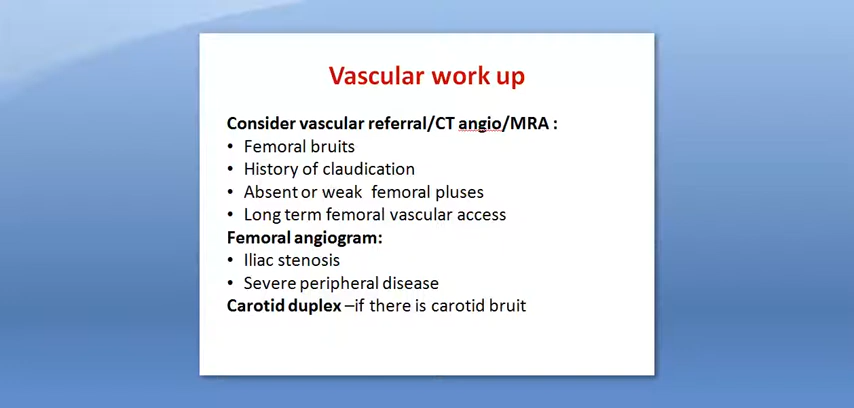 Vascular work up
Consider vascular referral/CT angio/MRA :
• Femoral bruits
• History of claudication
• Absent or weak femoral pluses
• Long term femoral vascular access
Femoral angiogram:
• Iliac stenosis
• Severe peripheral disease
Carotid duplex –if there is carotid bruit